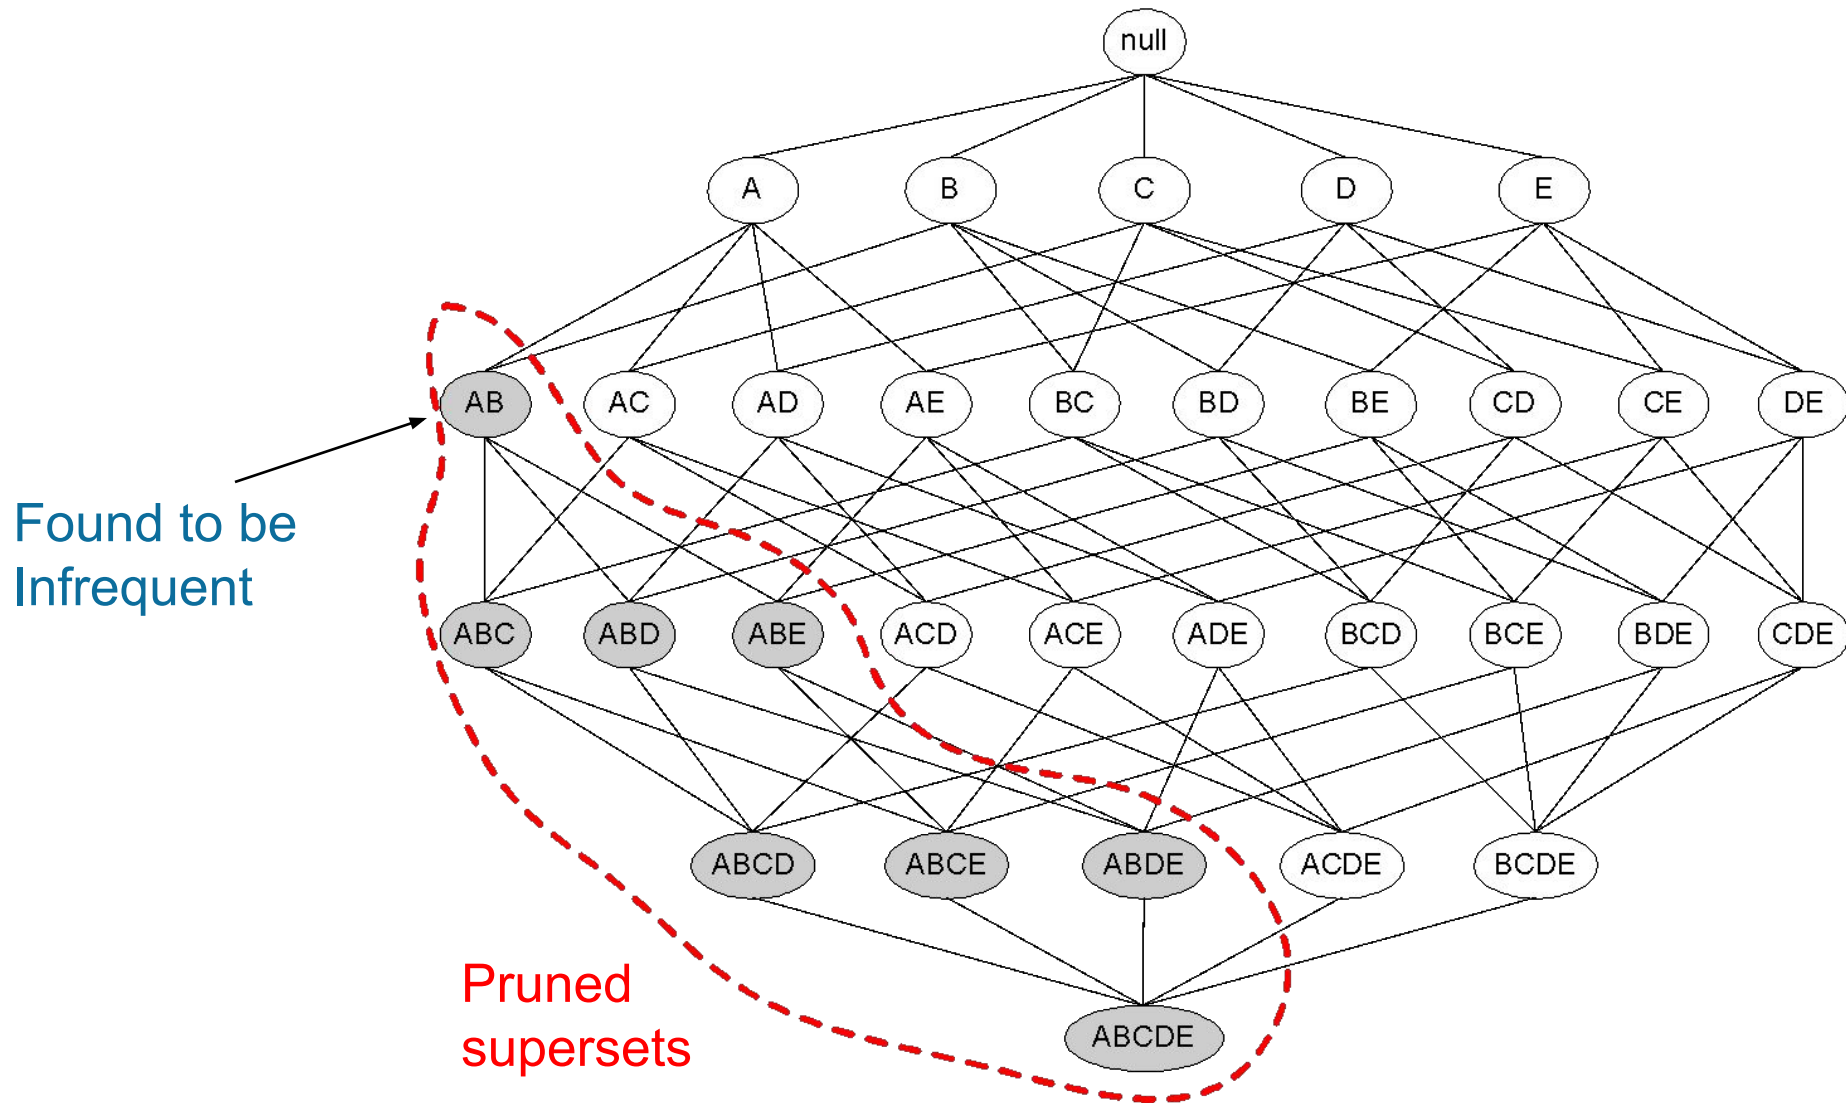 null
A B C D E
AB AC AD AE BC BD BE CD CE DE
Found to be
Infrequent
ABC ABD ABE ACD ACE ADE BCD BCE BDE CDE
ABCD ABCE ABDE ACDE BCDE
Pruned
supersets
ABCDE